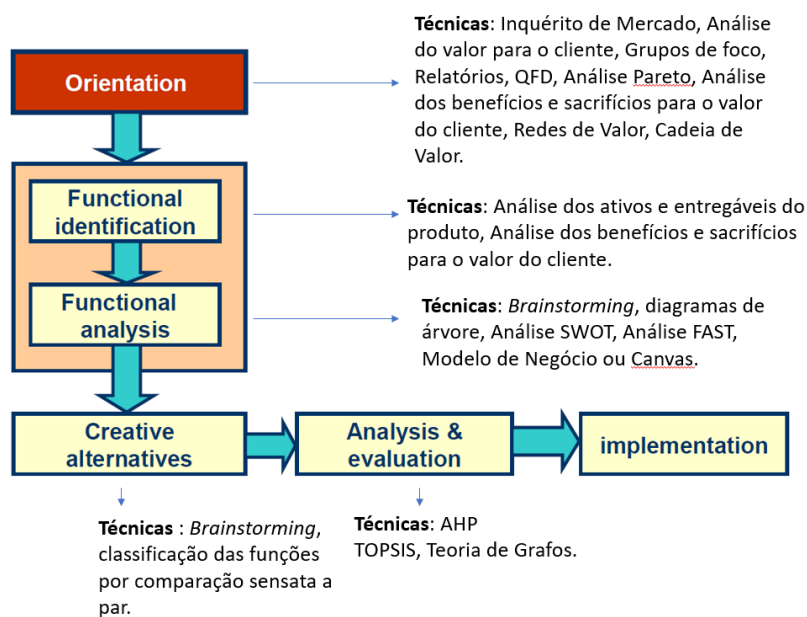 Técnicas: Inquérito de Mercado, Análise
do valor para o cliente, Grupos de foco,
Relatórios, QFD, Análise Pareto, Análise
dos benefícios e sacrifícios para o valor
do cliente, Redes de Valor, Cadeia de
Valor.
Orientation
Functional
identification
Técnicas: Análise dos ativos e entregáveis do
produto, Análise dos benefícios e sacrifícios
para o valor do cliente.
Functional
analysis
Técnicas: Brainstorming, diagramas de
árvore, Análise SWOT, Análise FAST,
Modelo de Negócio ou Canvas.
Creative
alternatives
Analysis &
evaluation
implementation
Técnicas : Brainstorming,
classificação das funções
por comparação sensata a
par.
Técnicas: AHP
TOPSIS, Teoria de Grafos.